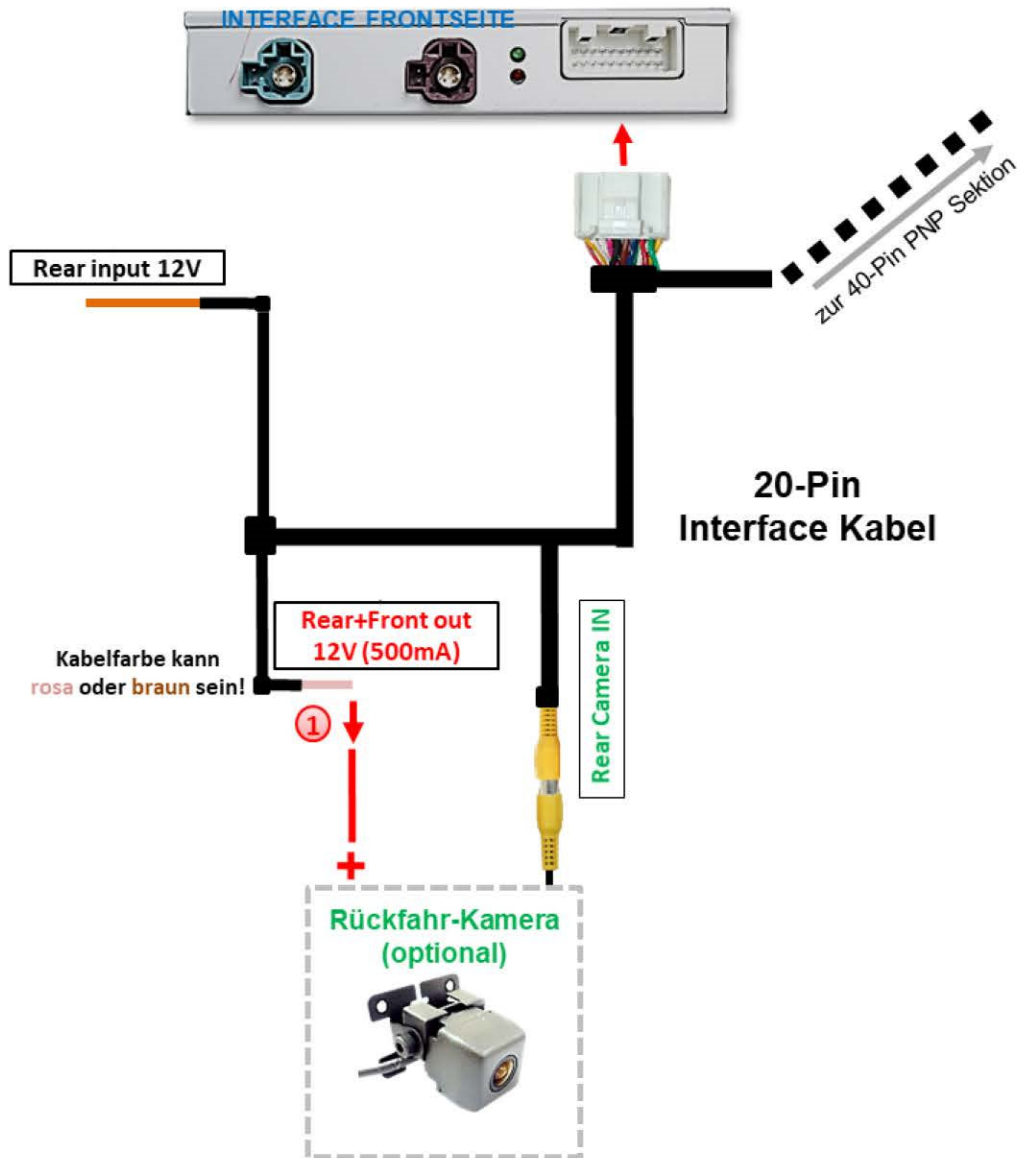 INTERFACE FRONTSEITE
zur 40-Pin PNP Sektion
Rear input 12V
20-Pin
Interface Kabel
Rear+Front out
12V (500mA)
Kabelfarbe kann
rosa oder braun sein!
1
Rear Camera IN
+
Rückfahr-Kamera
(optional)